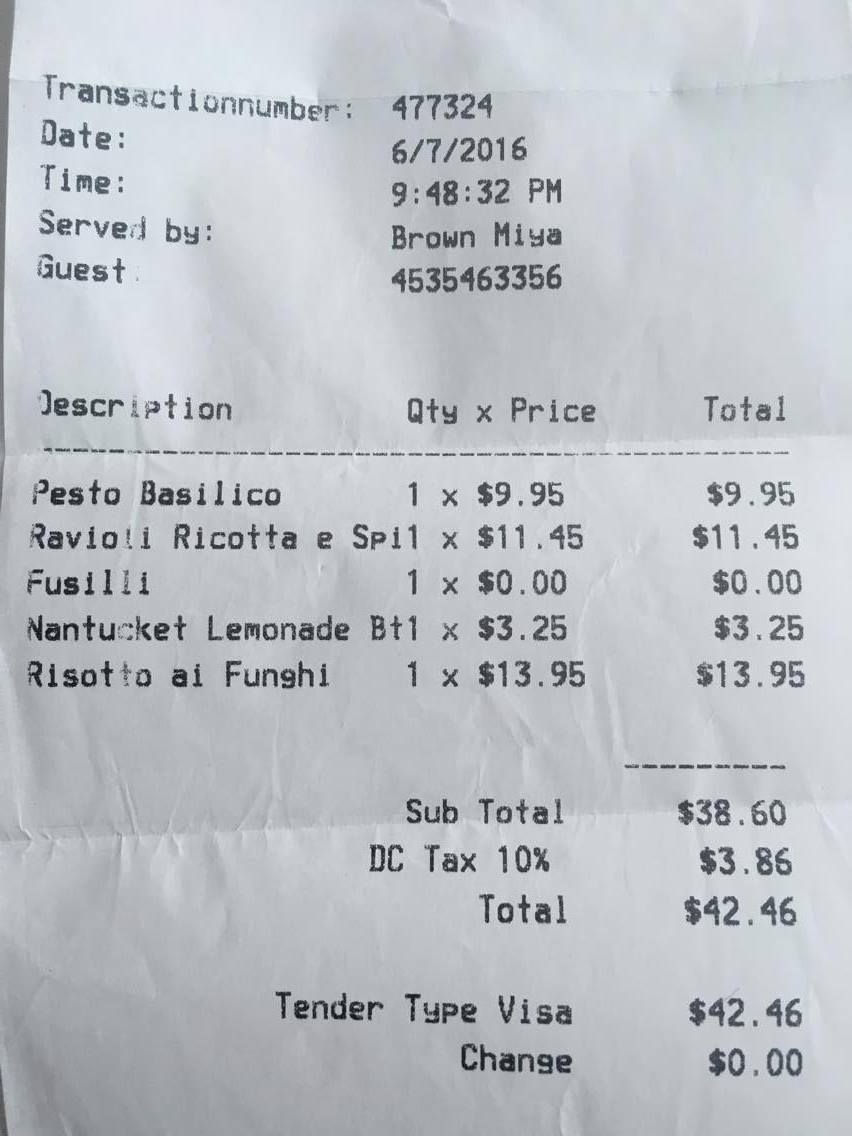 Transactionnumber: 477324
Date: 6/7/2016
Time: 9:48:32 PM
Served by: Brown Miya
Guest: 4535463356
Description Qty x Price Total
Pesto Basilico 1 x $9.95 $9.95
Ravioli Ricotta e Spi1 x $11.45 $11.45
Fusilli 1 x $0.00 $0.00
Nantucket Lemonade Bt1 x $3.25 $3.25
Risotto ai Funghi 1 x $13.95 $13.95
Sub Total $38.60
DC Tax 10% $3.86
Total $42.46
Tender Type Visa $42.46
Change $0.00